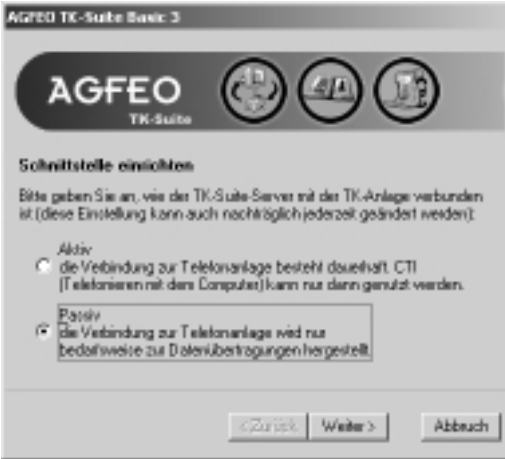 AGFEO TK-Suite Basic 3
AGFEO
TK-Suite
Schnittstelle einrichten
Bitte geben Sie an, wie der TK-Suite-Server mit der TK-Anlage verbunden
ist (diese Einstellung kann auch nachträglich jederzeit geändert werden):
Aktiv
die Verbindung zur Telefonanlage besteht dauerhaft. CTI
(Telefonieren mit dem Computer) kann nur dann genutzt werden.
Passiv
die Verbindung zur Telefonanlage wird nur
bedarfsweise zur Datenübertragungen hergestellt.
< Zurück Weiter > Abbruch